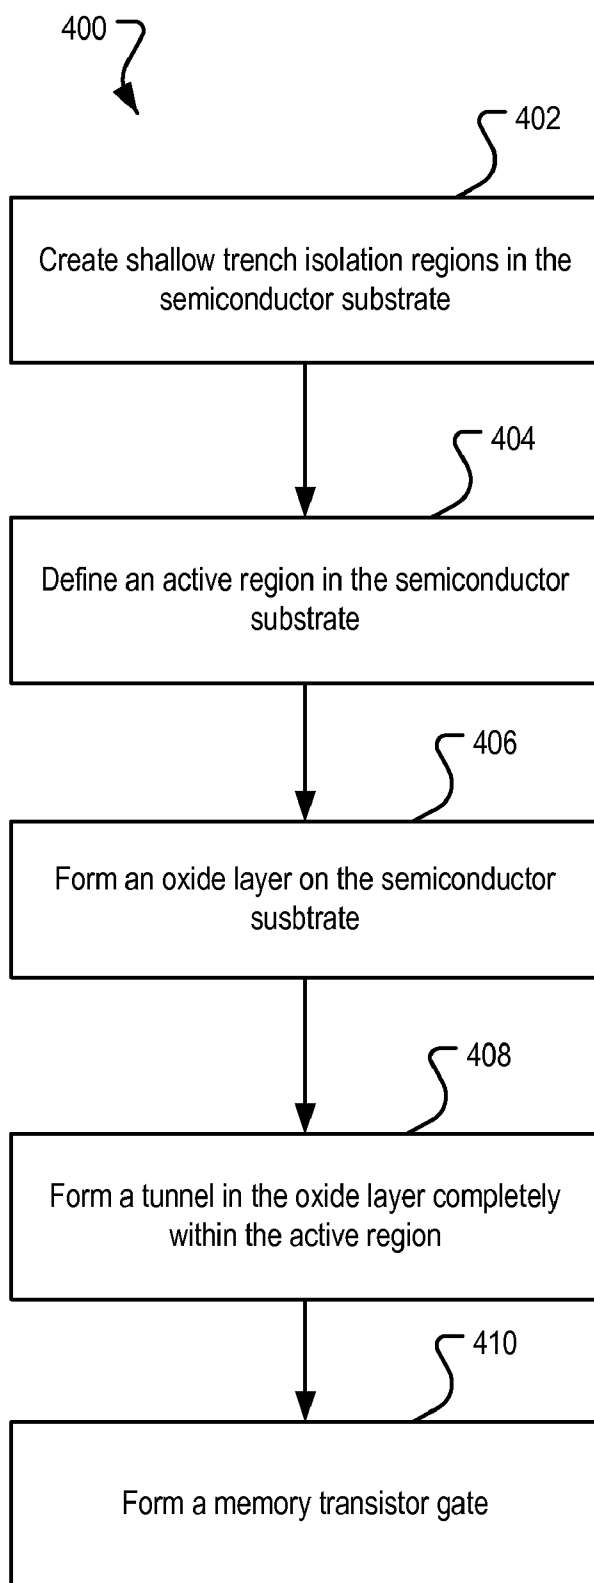 400
402
Create shallow trench isolation regions in the
semiconductor substrate
404
Define an active region in the semiconductor
substrate
406
Form an oxide layer on the semiconductor
susbtrate
408
Form a tunnel in the oxide layer completely
within the active region
410
Form a memory transistor gate